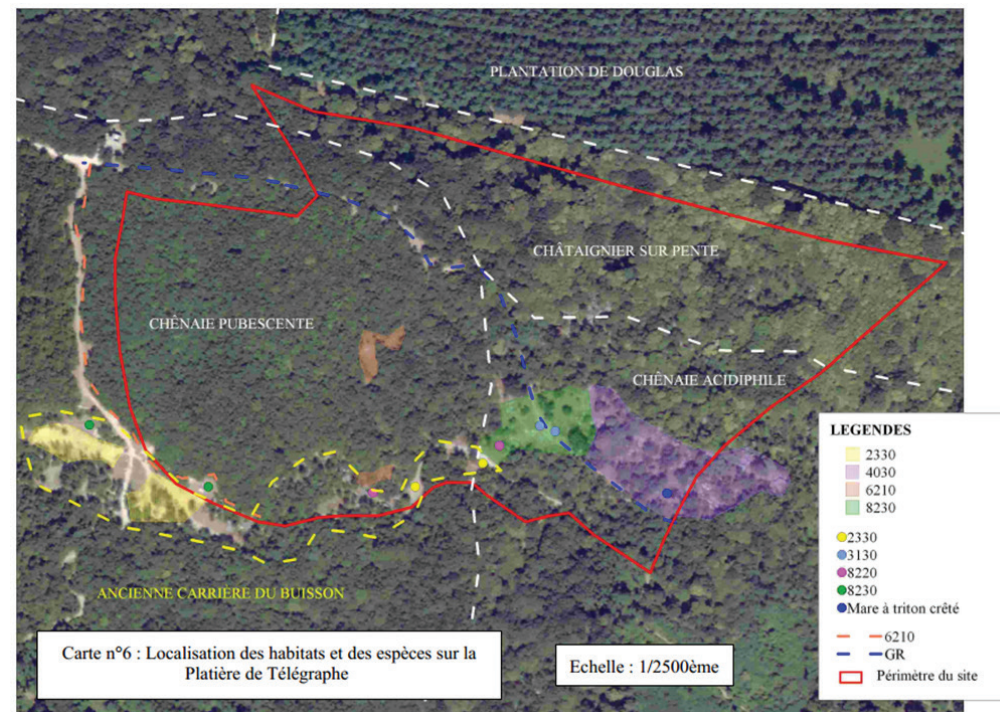 PLANTATION DE DOUGLAS
CHÂTAIGNIER SUR PENTE
CHÊNAIE PUBESCENTE
CHÊNAIE ACIDIPHILE
ANCIENNE CARRIERE DU BUISSON
LEGENDES
2330
4030
6210
8230
2330
3130
8220
8230
Mare à triton crêté
6210
GR
Périmètre du site
Carte n°6 : Localisation des habitats et des espèces sur la
Platière de Télégraphe
Echelle : 1/2500ème